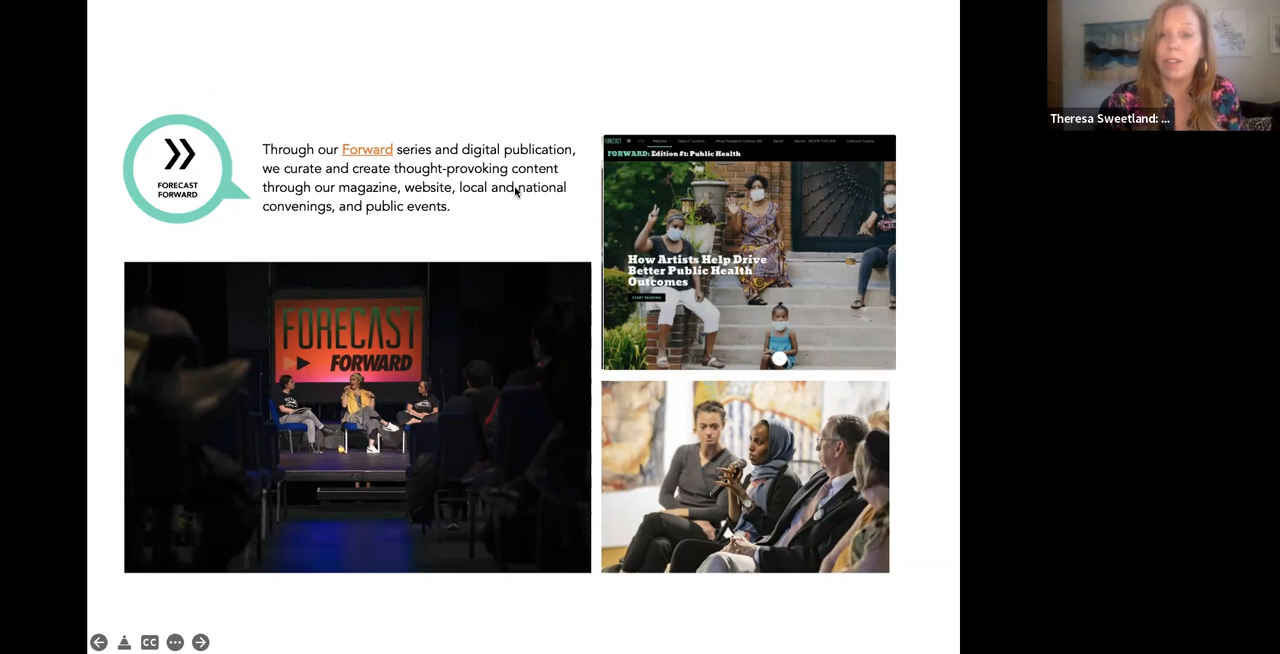 Theresa Sweetland: ...
FORECAST
FORWARD
Through our Forward series and digital publication,
we curate and create thought-provoking content
through our magazine, website, local and national
convenings, and public events.
FORWARD: Edition #1: Public Health
How Artists Help Drive
Better Public Health
Outcomes
START READING
FORECAST
FORWARD
CC